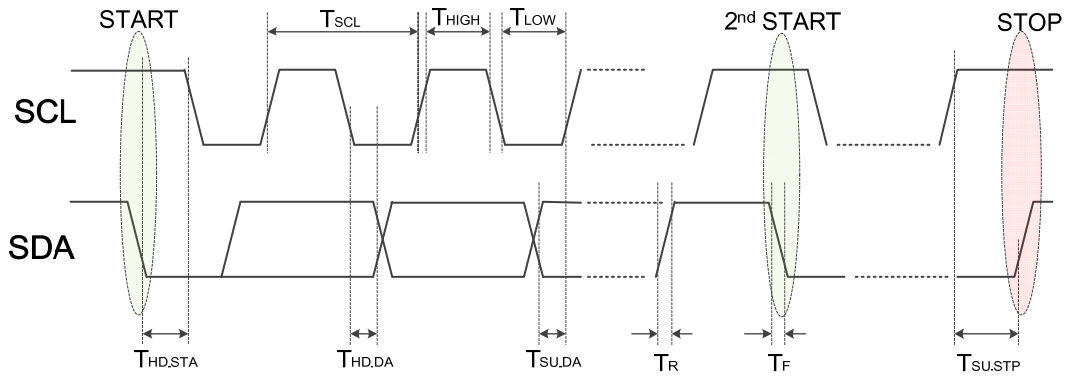 START
TSCL
THIGH
TLOW
2nd START
STOP
SCL
SDA
THD.STA
THD.DA
TSU.DA
TR
TF
TSU.STP